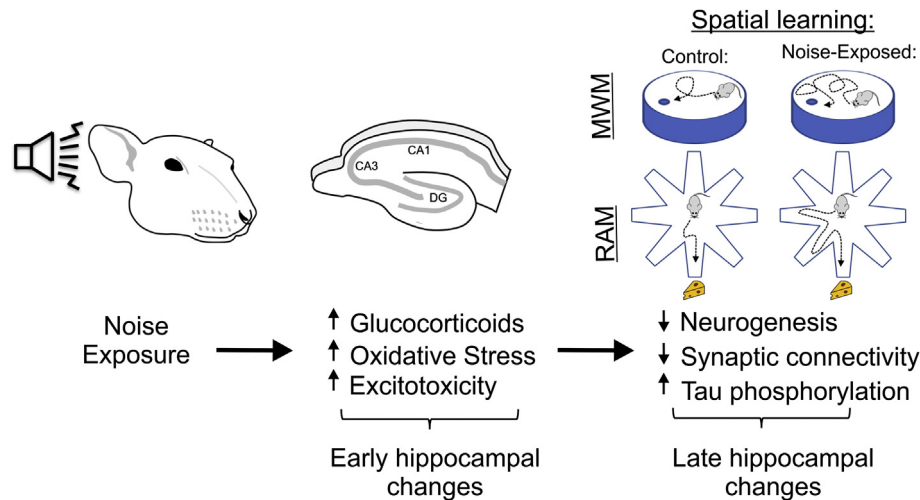 Spatial learning:
Control:
Noise-Exposed:
MWM
CA1
CA3
DG
RAM
Noise
Exposure
↑ Glucocorticoids
↑ Oxidative Stress
↑ Excitotoxicity
↓ Neurogenesis
↓ Synaptic connectivity
↑ Tau phosphorylation
Early hippocampal
changes
Late hippocampal
changes